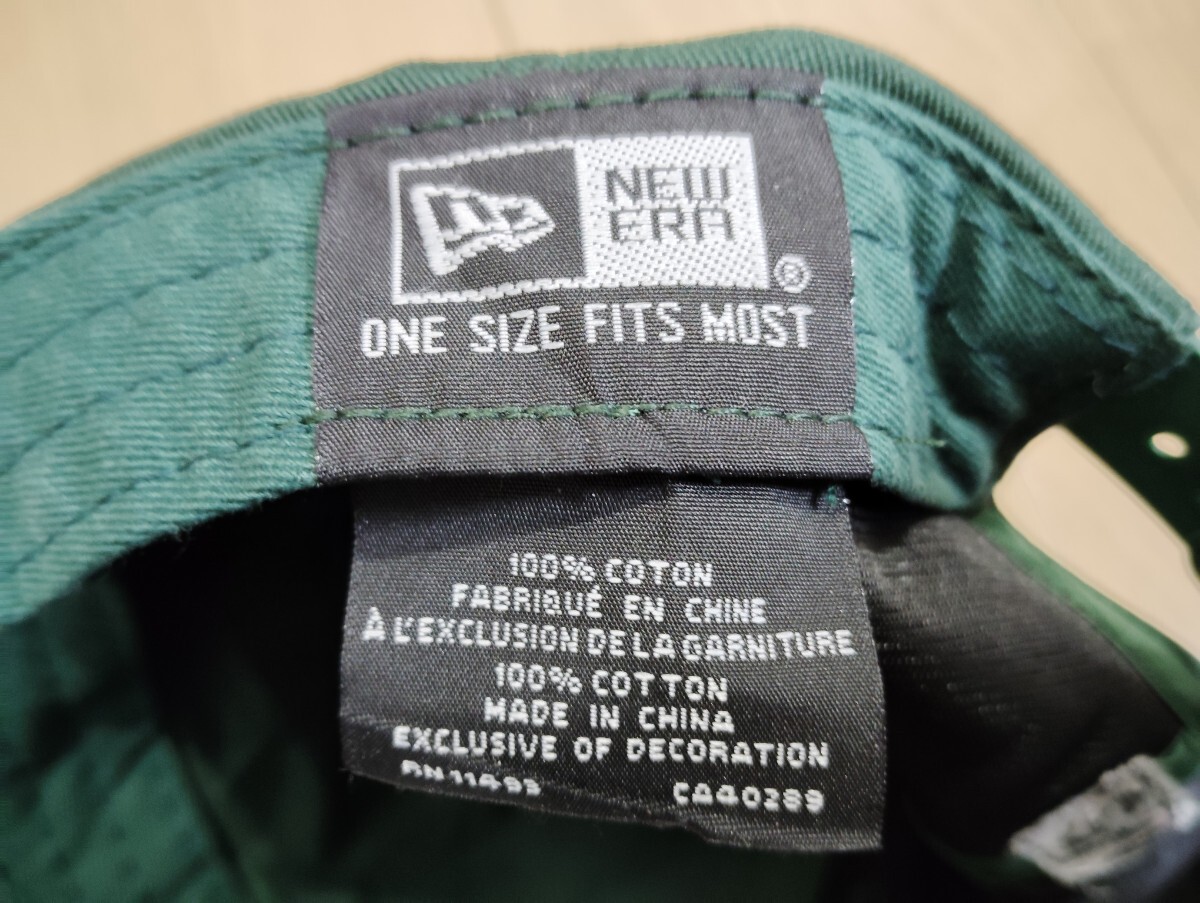 NEW
ERA
®
ONE SIZE FITS MOST
100% COTON
FABRIQUÉ EN CHINE
À L'EXCLUSION DE LA GARNITURE
100% COTTON
MADE IN CHINA
EXCLUSIVE OF DECORATION
RN11493 CA40289